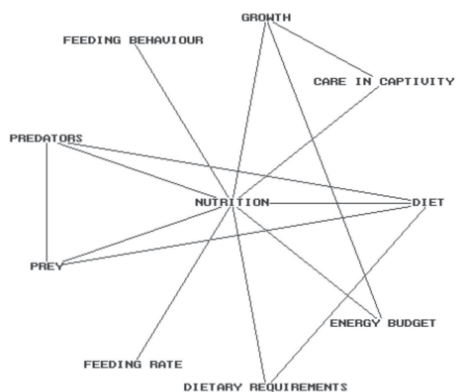 GROWTH
FEEDING BEHAVIOUR
CARE IN CAPTIVITY
PREDATORS
NUTRITION
DIET
PREY
ENERGY BUDGET
FEEDING RATE
DIETARY REQUIREMENTS